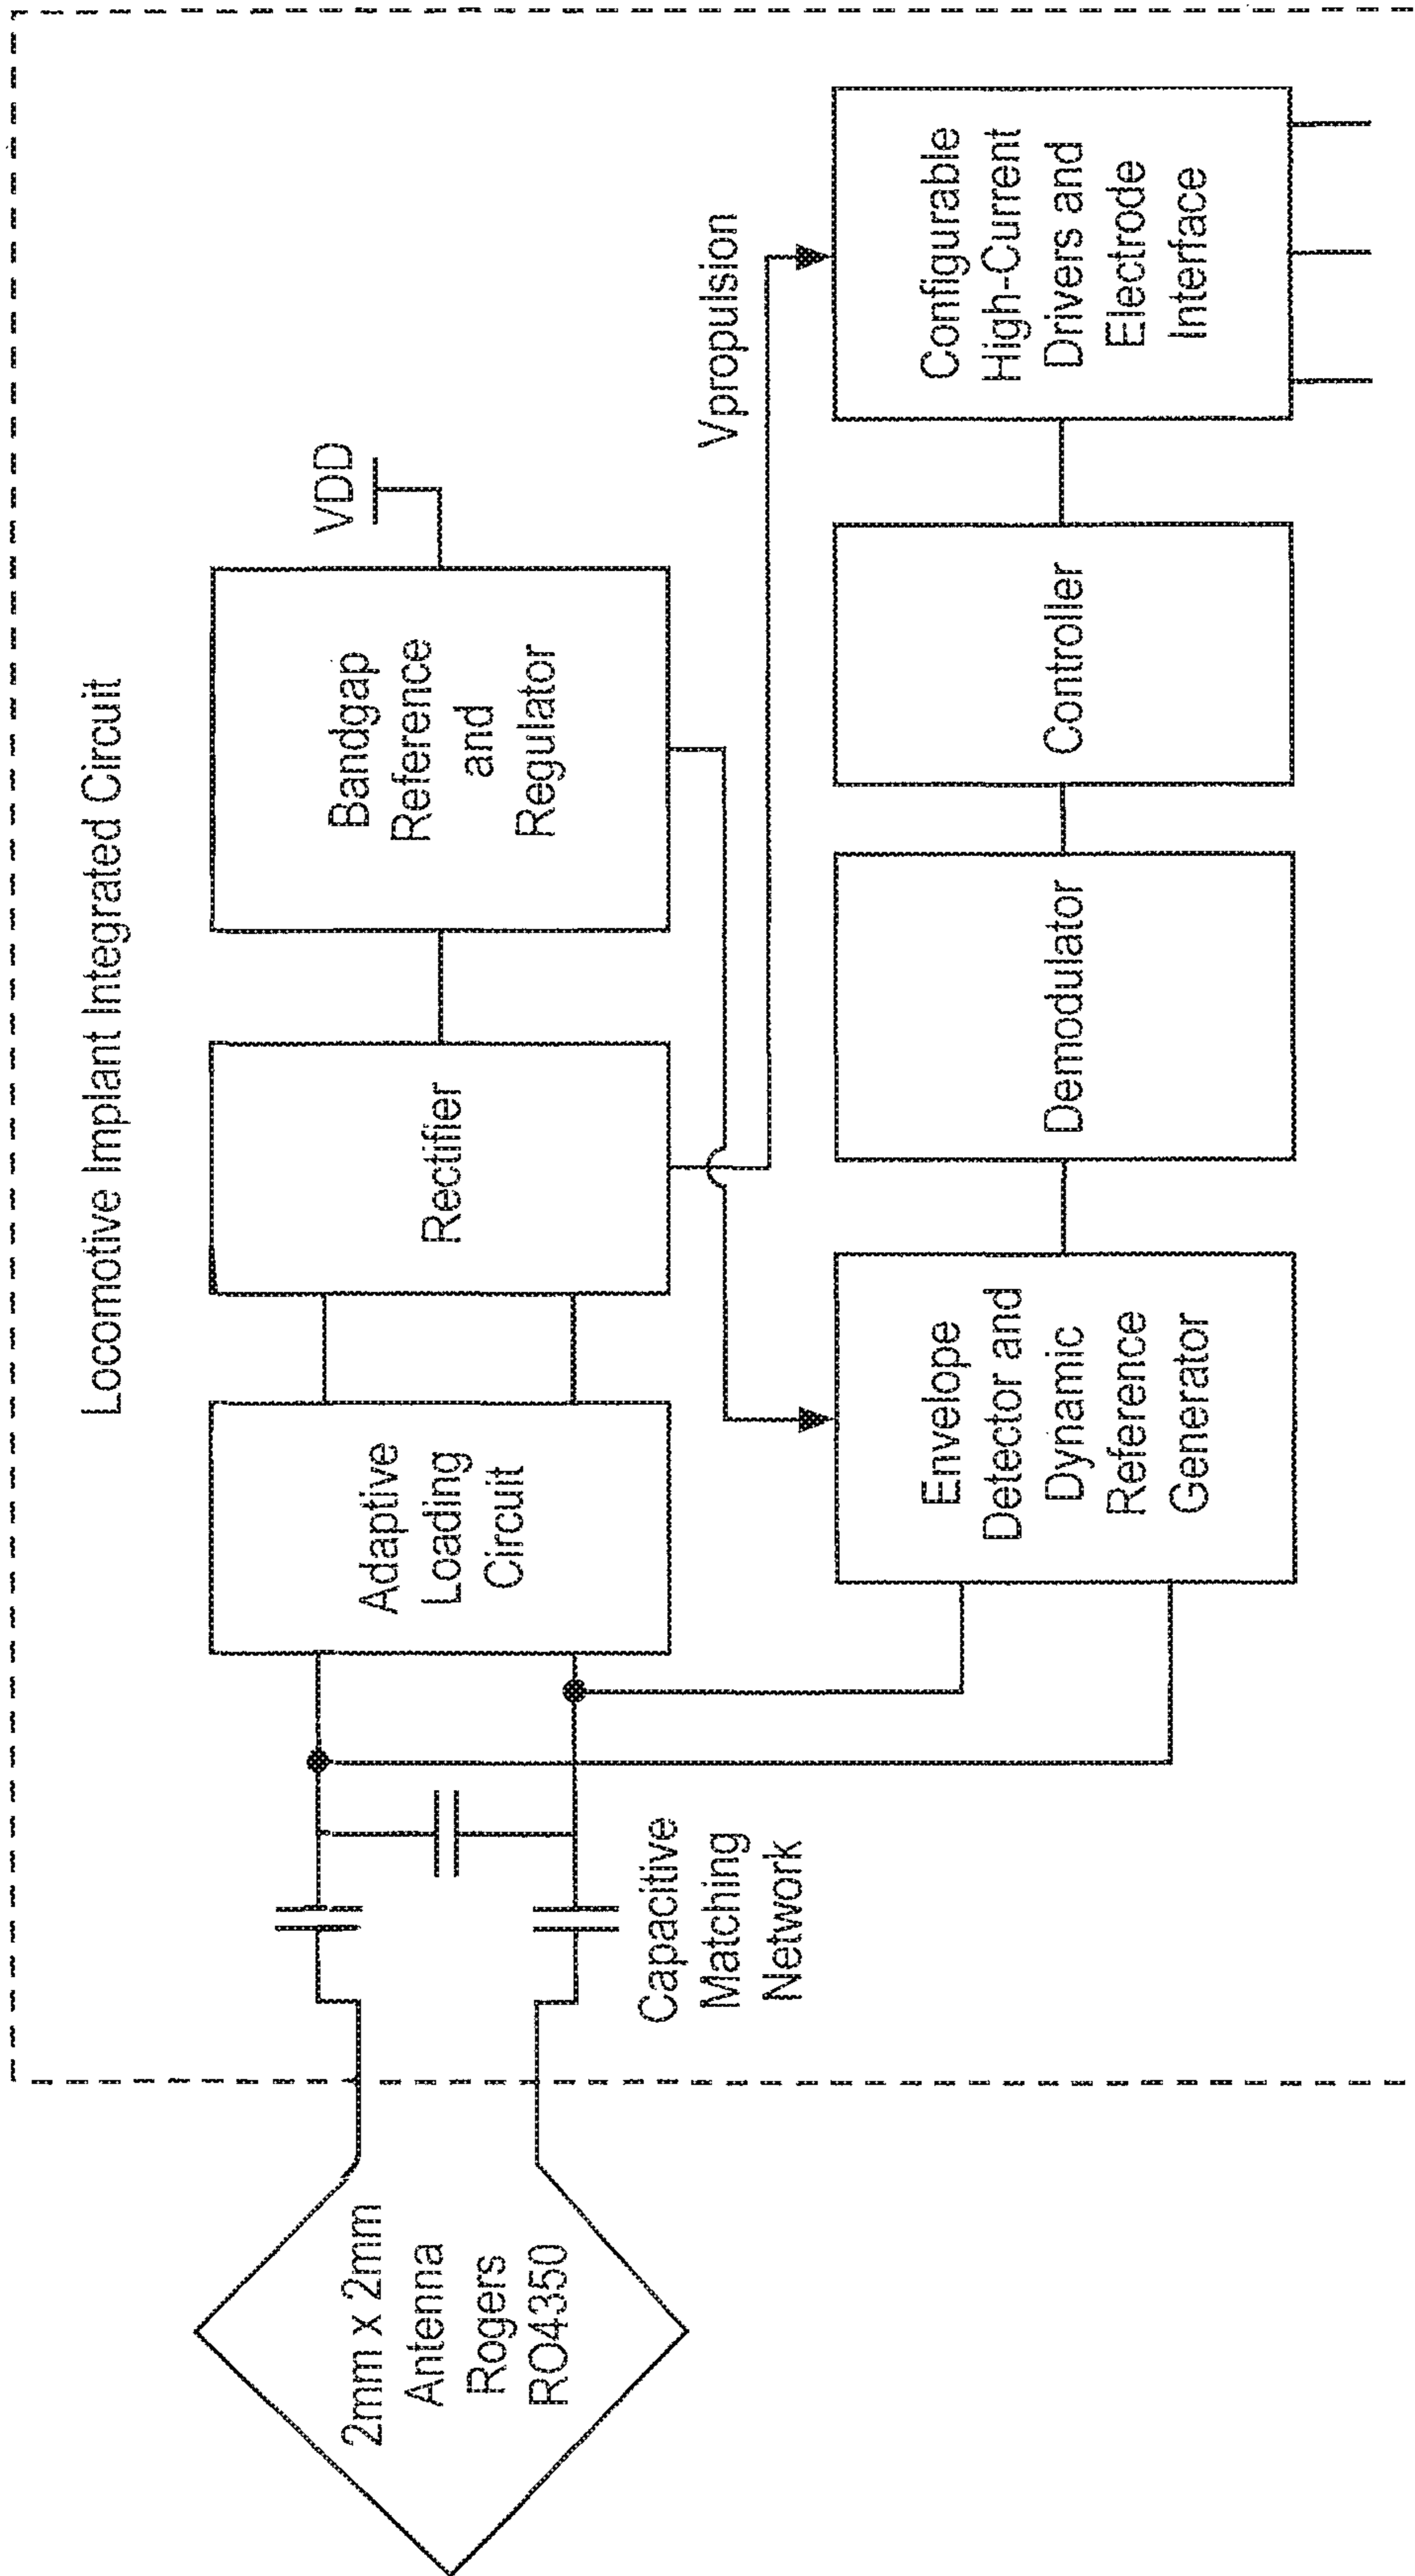 Locomotive Implant Integrated Circuit
2mm x 2mm
Antenna
Rogers
RO4350
Capacitive
Matching
Network
Adaptive
Loading
Circuit
Rectifier
Bandgap
Reference
and
Regulator
VDD
Vpropulsion
Envelope
Detector and
Dynamic
Reference
Generator
Demodulator
Controller
Configurable
High-Current
Drivers and
Electrode
Interface